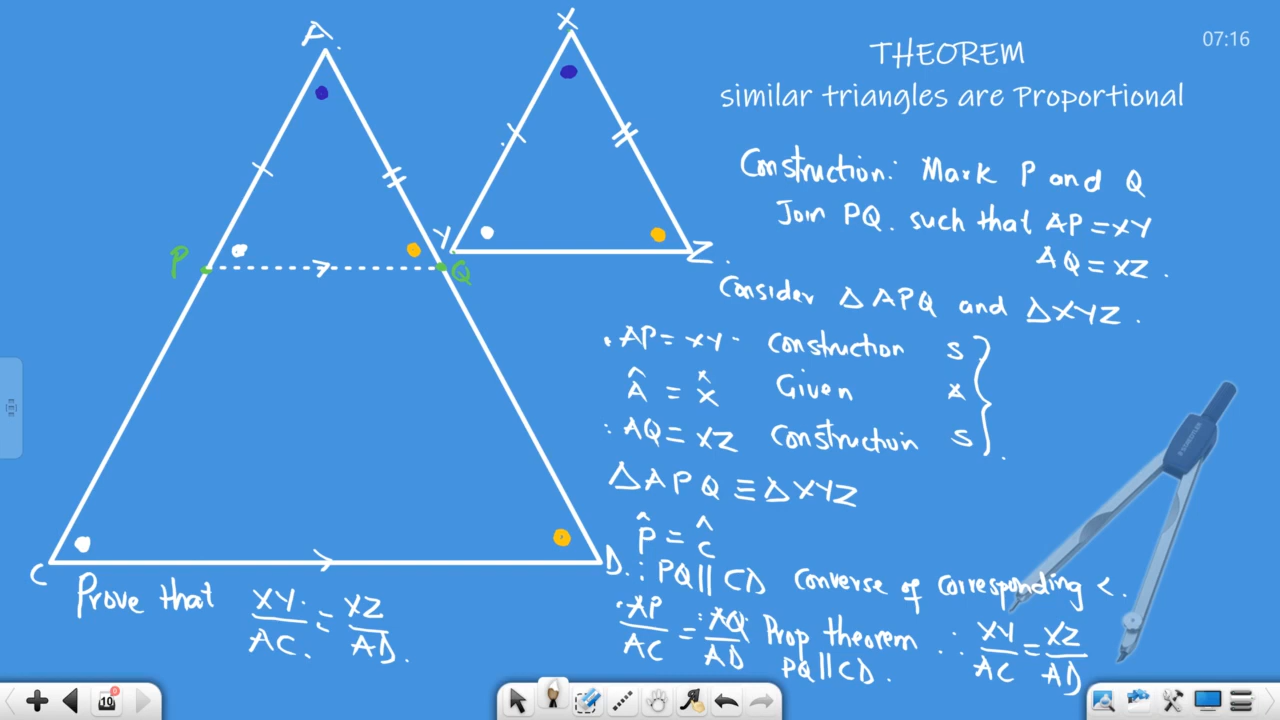 07:16
THEOREM
similar triangles are Proportional
A
X
Y
Z
P
Q
C
D
Construction: Mark P and Q
Join PQ. such that AP = XY
AQ = XZ.
Consider Δ APQ and Δ XYZ.
AP = XY Construction S
Â = X̂ Given ∠
AQ = XZ Construction S
Δ APQ ≡ Δ XYZ
P̂ = Ĉ
∴ PQ || CD Converse of corresponding <.
AP/AC = AQ/AD Prop theorem ∴ XY/AC = XZ/AD
PQ || CD.
Prove that XY/AC = XZ/AD.
10